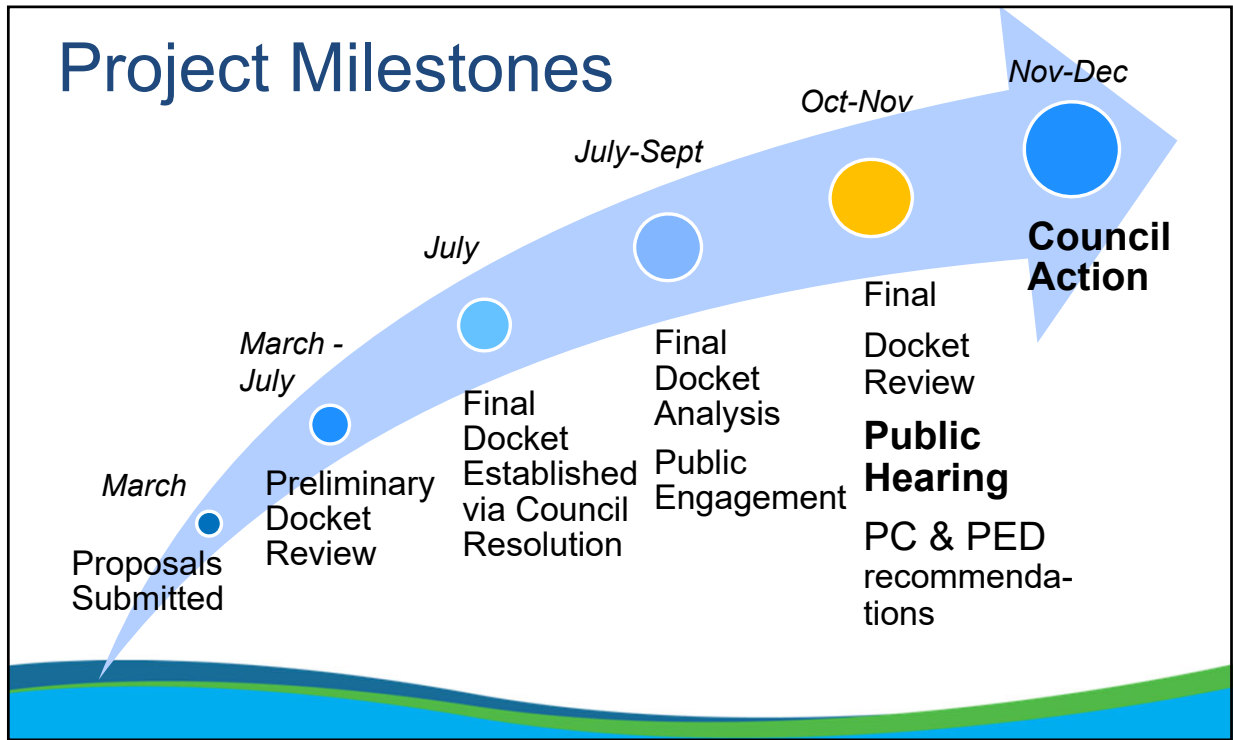 Project Milestones
March
Proposals
Submitted
March -
July
Preliminary
Docket
Review
July
Final
Docket
Established
via Council
Resolution
July-Sept
Final
Docket
Analysis
Public
Engagement
Oct-Nov
Final
Docket
Review
Public
Hearing
PC & PED
recommenda-
tions
Nov-Dec
Council
Action